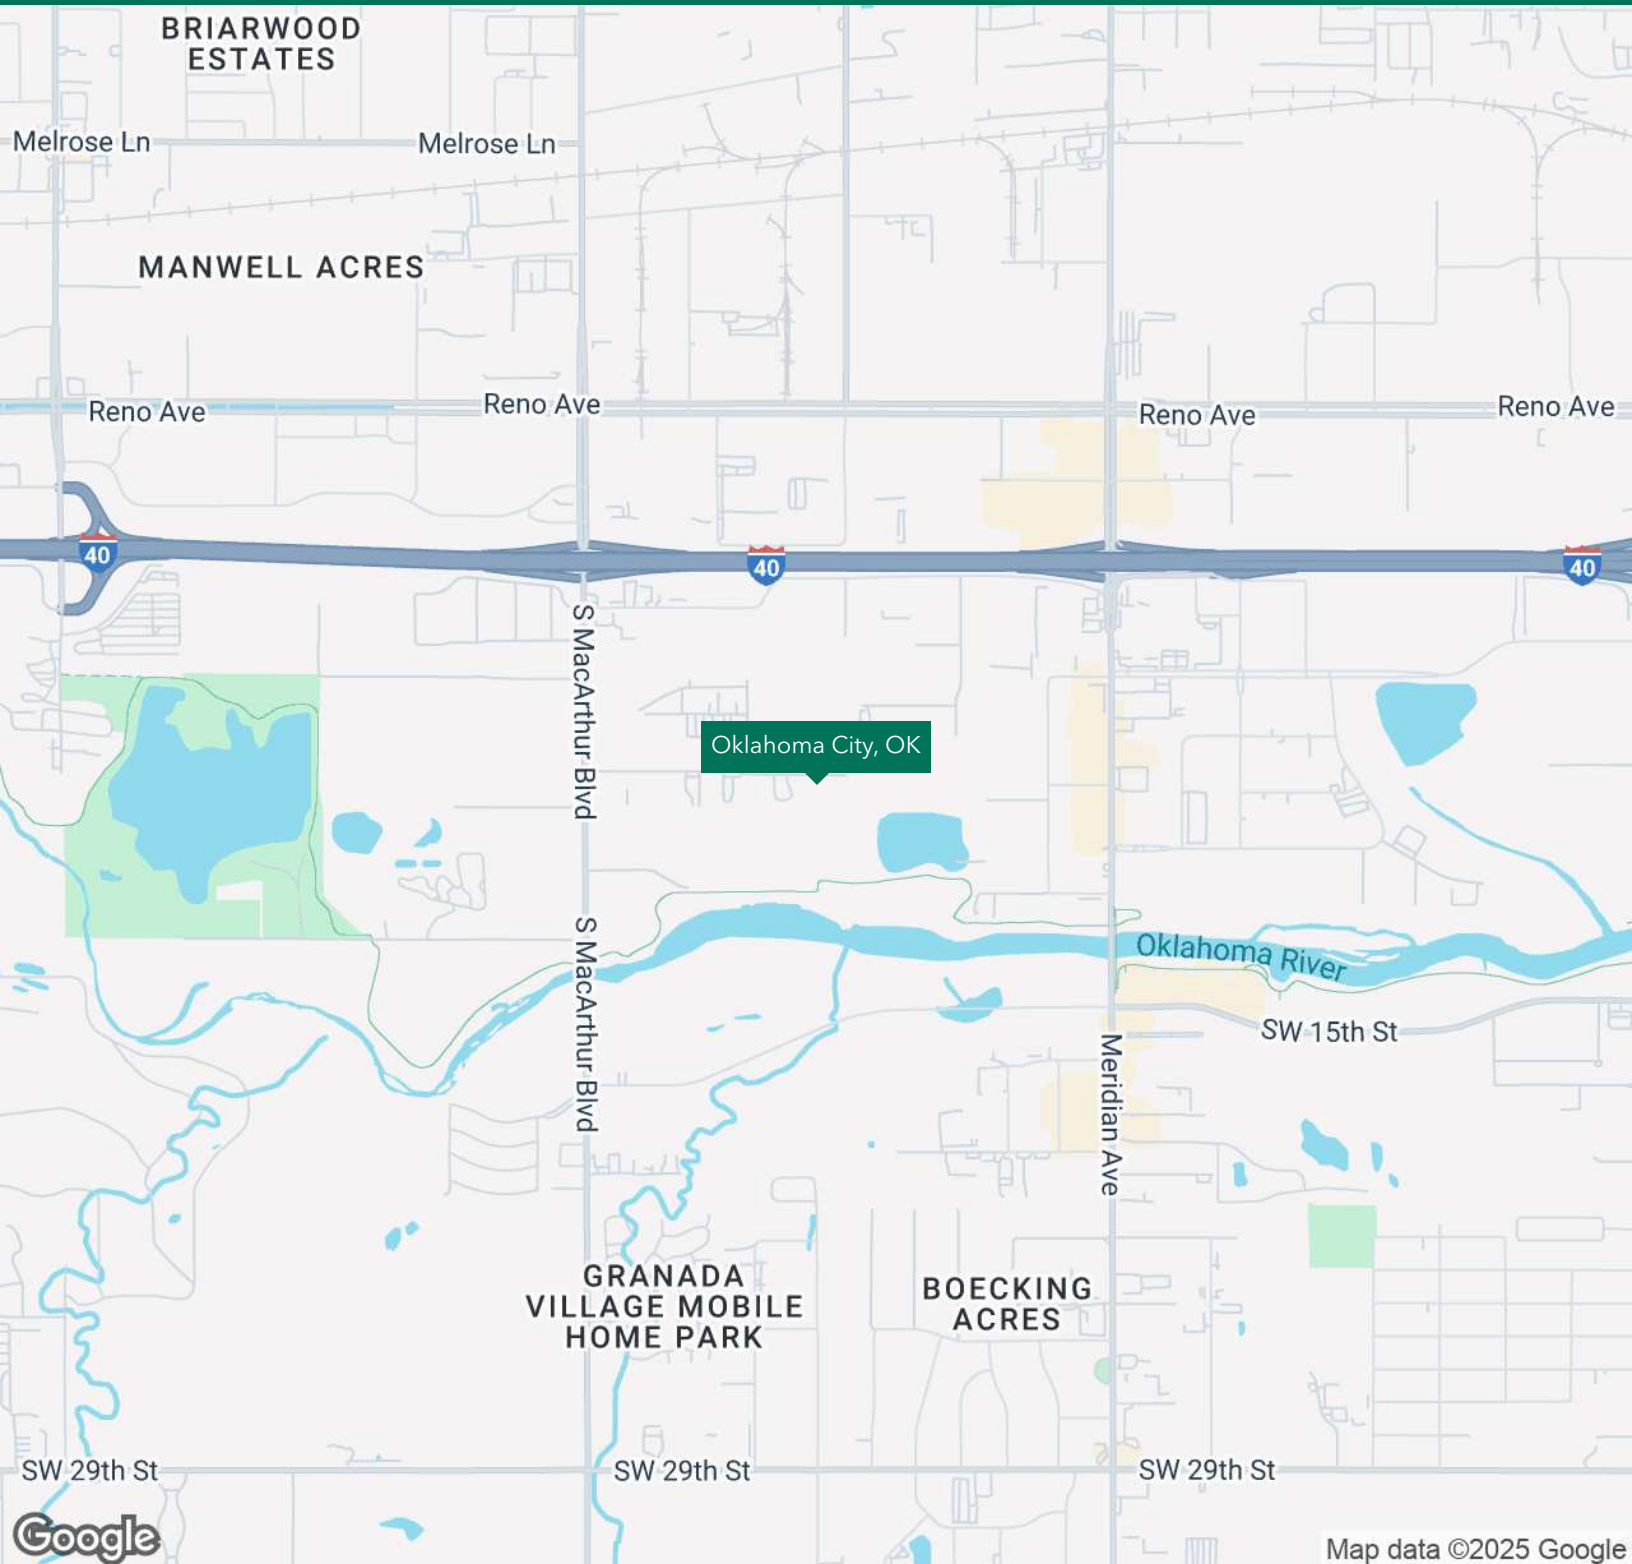 BRIARWOOD
ESTATES
Melrose Ln
Melrose Ln
MANWELL ACRES
Reno Ave
Reno Ave
Reno Ave
Reno Ave
40
40
40
S MacArthur Blvd
Oklahoma City, OK
S MacArthur Blvd
Oklahoma River
SW 15th St
Meridian Ave
GRANADA
VILLAGE MOBILE
HOME PARK
BOECKING
ACRES
SW 29th St
SW 29th St
SW 29th St
Google
Map data ©2025 Google